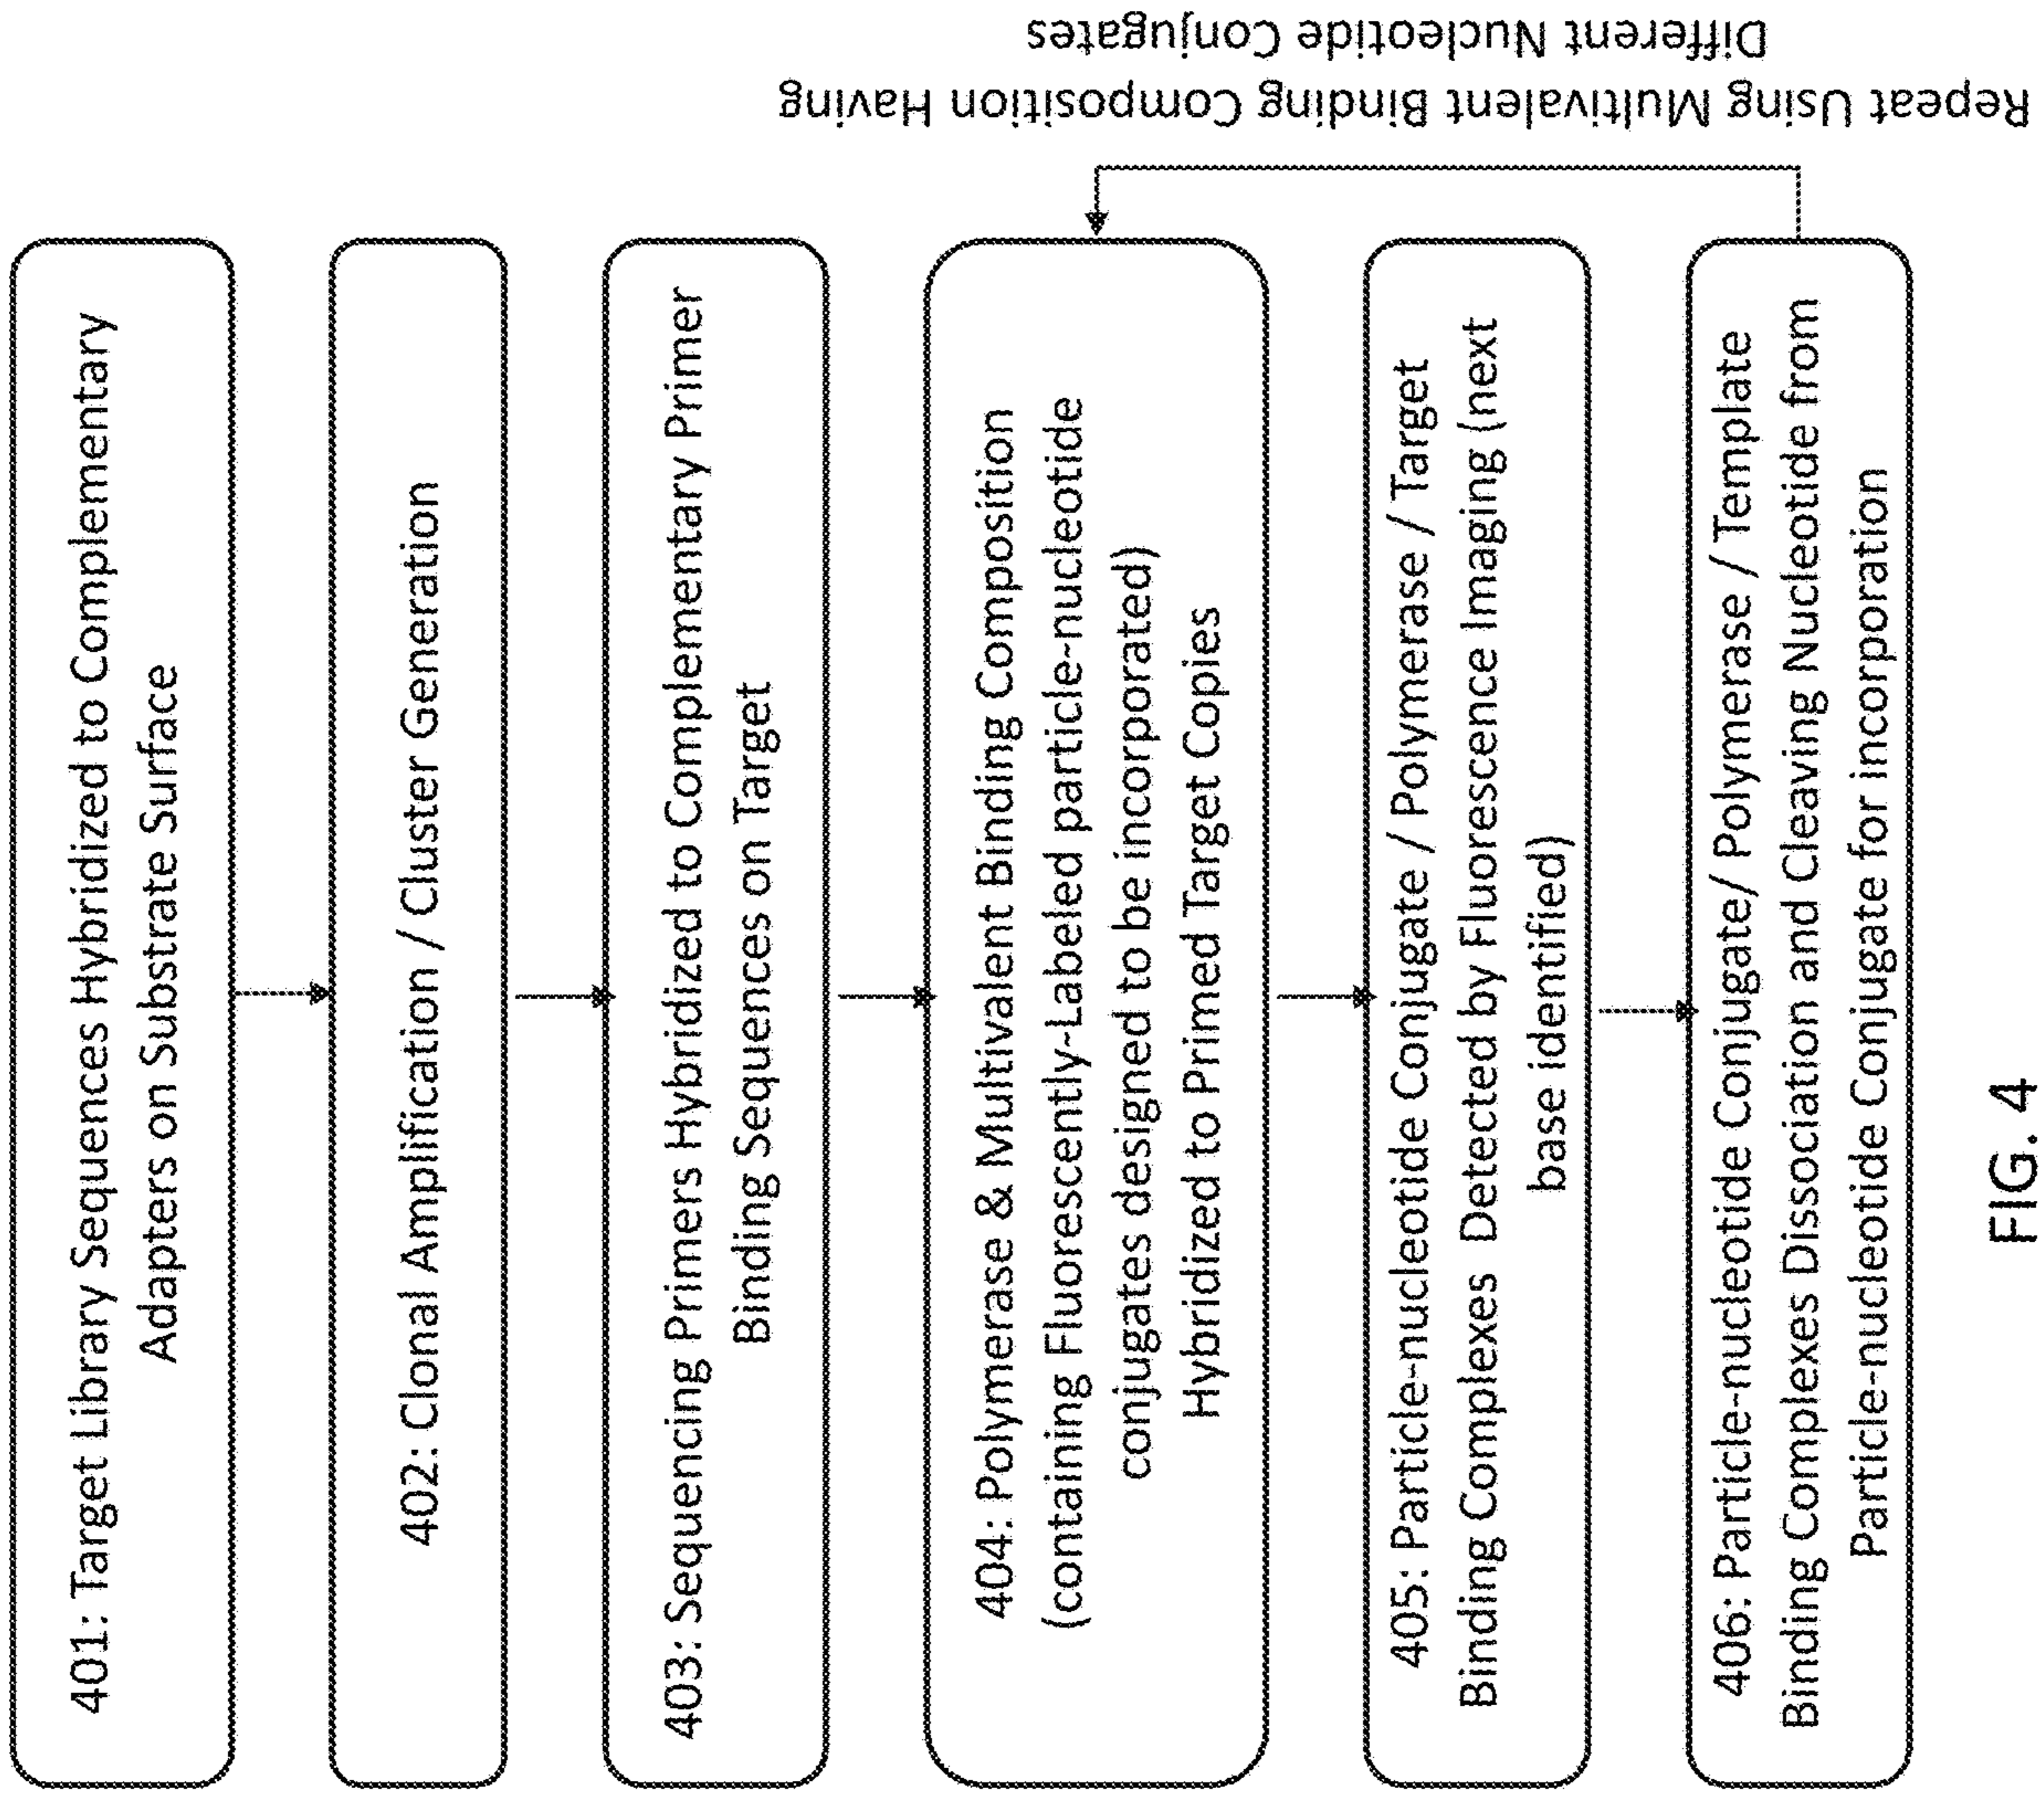 401: Target Library Sequences Hybridized to Complementary
Adapters on Substrate Surface
402: Clonal Amplification / Cluster Generation
403: Sequencing Primers Hybridized to Complementary Primer
Binding Sequences on Target
404: Polymerase & Multivalent Binding Composition
(containing Fluorescently-Labeled particle-nucleotide
conjugates designed to be incorporated)
Hybridized to Primed Target Copies
405: Particle-nucleotide Conjugate / Polymerase / Target
Binding Complexes Detected by Fluorescence Imaging (next
base identified)
406: Particle-nucleotide Conjugate/ Polymerase / Template
Binding Complexes Dissociation and Cleaving Nucleotide from
Particle-nucleotide Conjugate for incorporation
Repeat Using Multivalent Binding Composition Having
Different Nucleotide Conjugates
FIG. 4